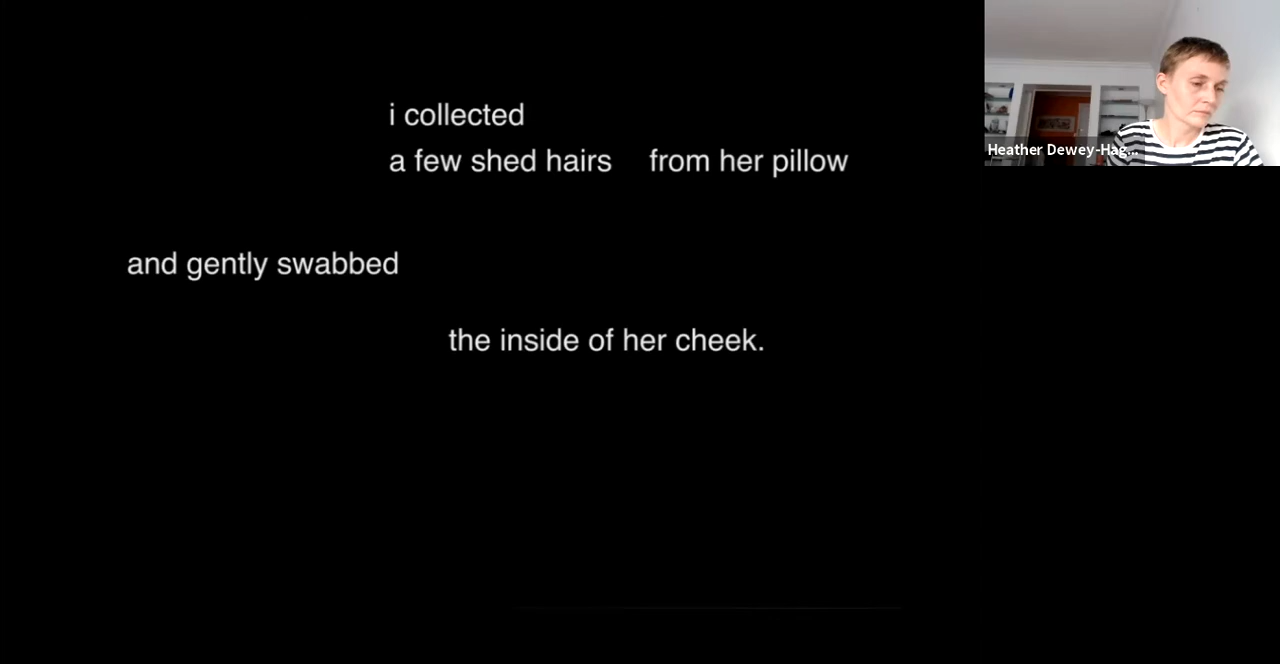 i collected
a few shed hairs from her pillow
and gently swabbed
the inside of her cheek.
Heather Dewey-Hag...